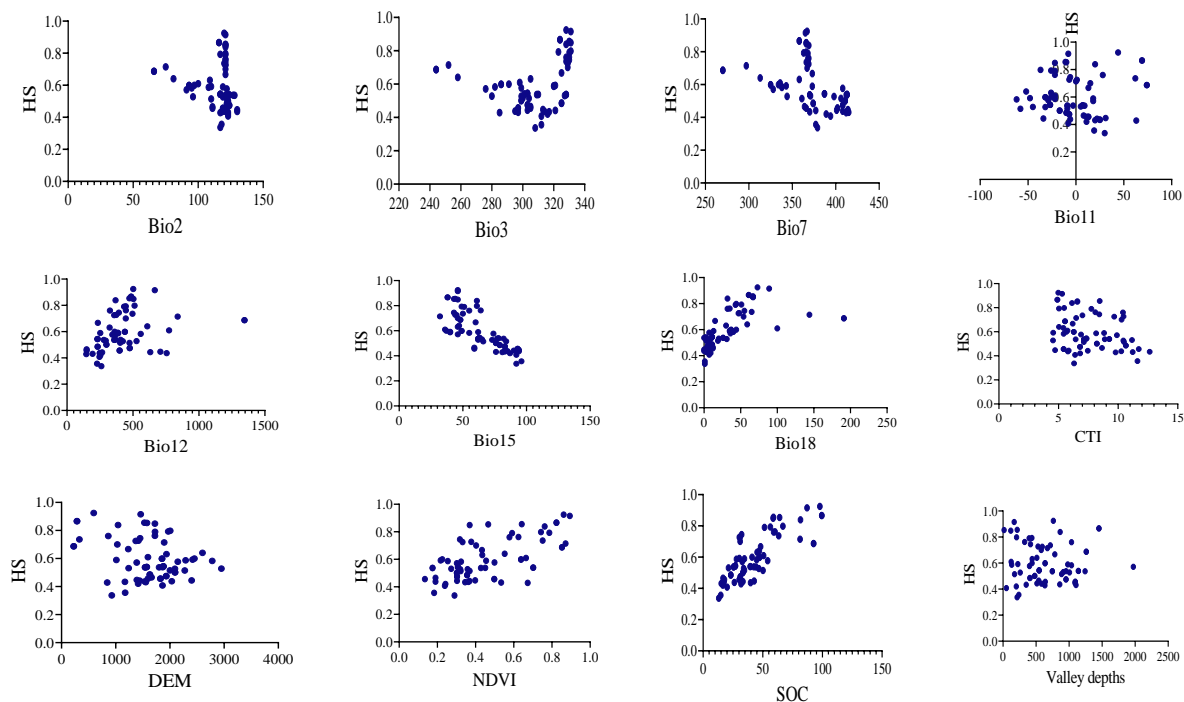 HS
1.0
0.8
0.6
0.4
0.2
0.0
0 50 100 150
Bio2
HS
1.0
0.8
0.6
0.4
0.2
0.0
220 240 260 280 300 320 340
Bio3
HS
1.0
0.8
0.6
0.4
0.2
0.0
250 300 350 400 450
Bio7
HS
1.0
0.8
0.6
0.4
0.2
-100 -50 0 50 100
Bio11
HS
1.0
0.8
0.6
0.4
0.2
0.0
0 500 1000 1500
Bio12
HS
1.0
0.8
0.6
0.4
0.2
0.0
0 50 100 150
Bio15
HS
1.0
0.8
0.6
0.4
0.2
0.0
0 50 100 150 200 250
Bio18
HS
1.0
0.8
0.6
0.4
0.2
0.0
0 5 10 15
CTI
HS
1.0
0.8
0.6
0.4
0.2
0.0
0 1000 2000 3000 4000
DEM
HS
1.0
0.8
0.6
0.4
0.2
0.0
0.0 0.2 0.4 0.6 0.8 1.0
NDVI
HS
1.0
0.8
0.6
0.4
0.2
0.0
0 50 100 150
SOC
HS
1.0
0.8
0.6
0.4
0.2
0.0
0 500 1000 1500 2000 2500
Valley depths